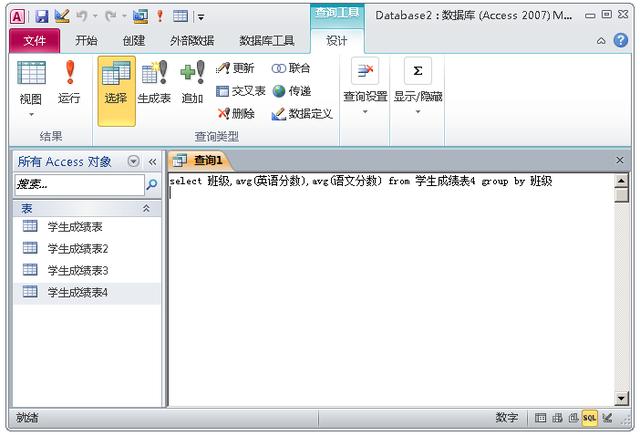 查询工具
Database2 : 数据库 (Access 2007) M...
文件 开始 创建 外部数据 数据库工具 设计
视图 运行 选择 生成表 追加 更新 交叉表 删除 联合 传递 数据定义 查询设置 显示/隐藏
结果 查询类型
所有 Access 对象
搜索...
表
学生成绩表
学生成绩表2
学生成绩表3
学生成绩表4
查询1
select 班级,avg(英语分数),avg(语文分数) from 学生成绩表4 group by 班级
就绪 数字 SQL